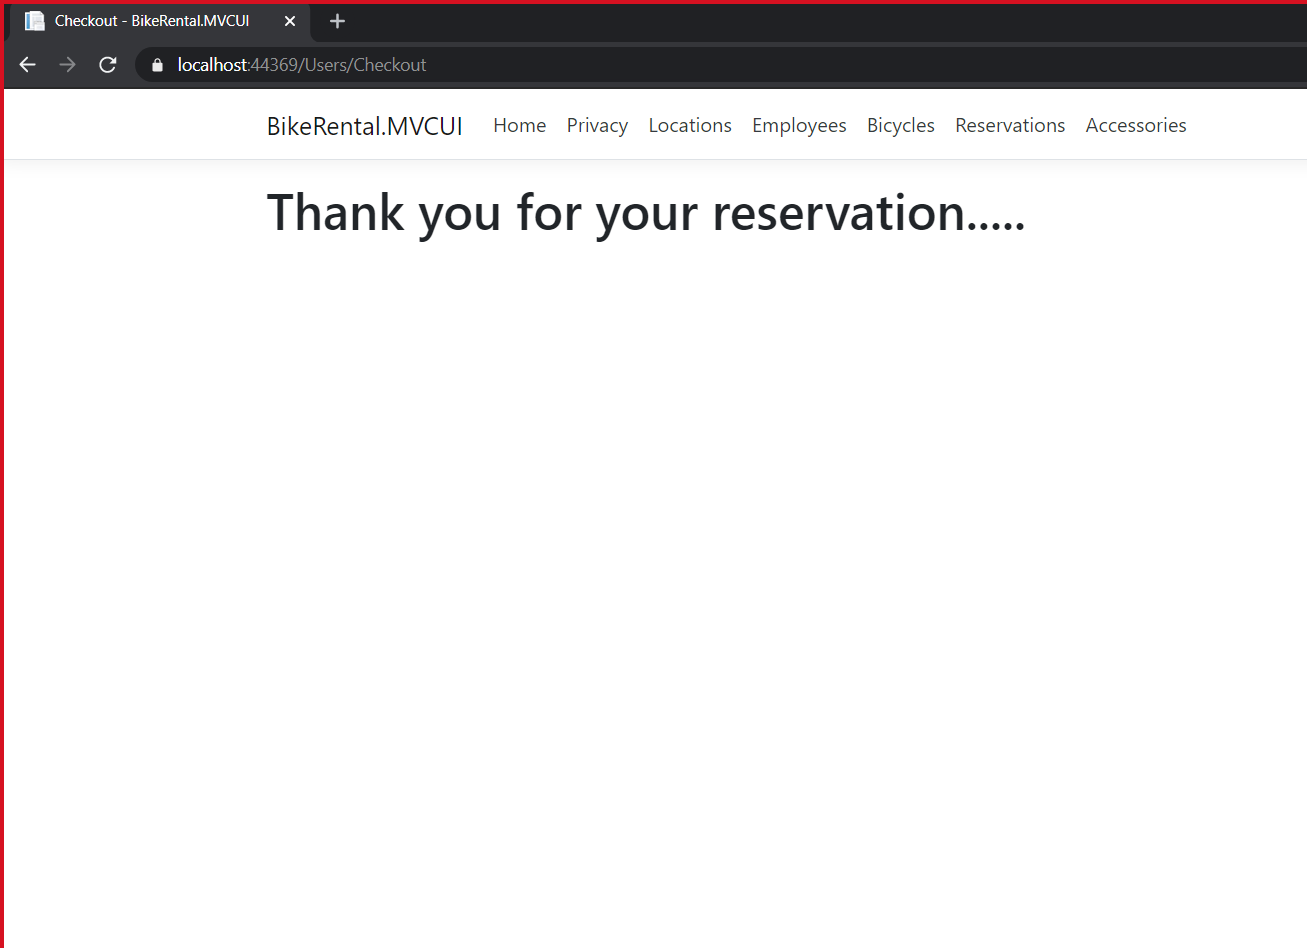 Checkout - BikeRental.MVCUI
localhost:44369/Users/Checkout
BikeRental.MVCUI Home Privacy Locations Employees Bicycles Reservations Accessories
Thank you for your reservation.....